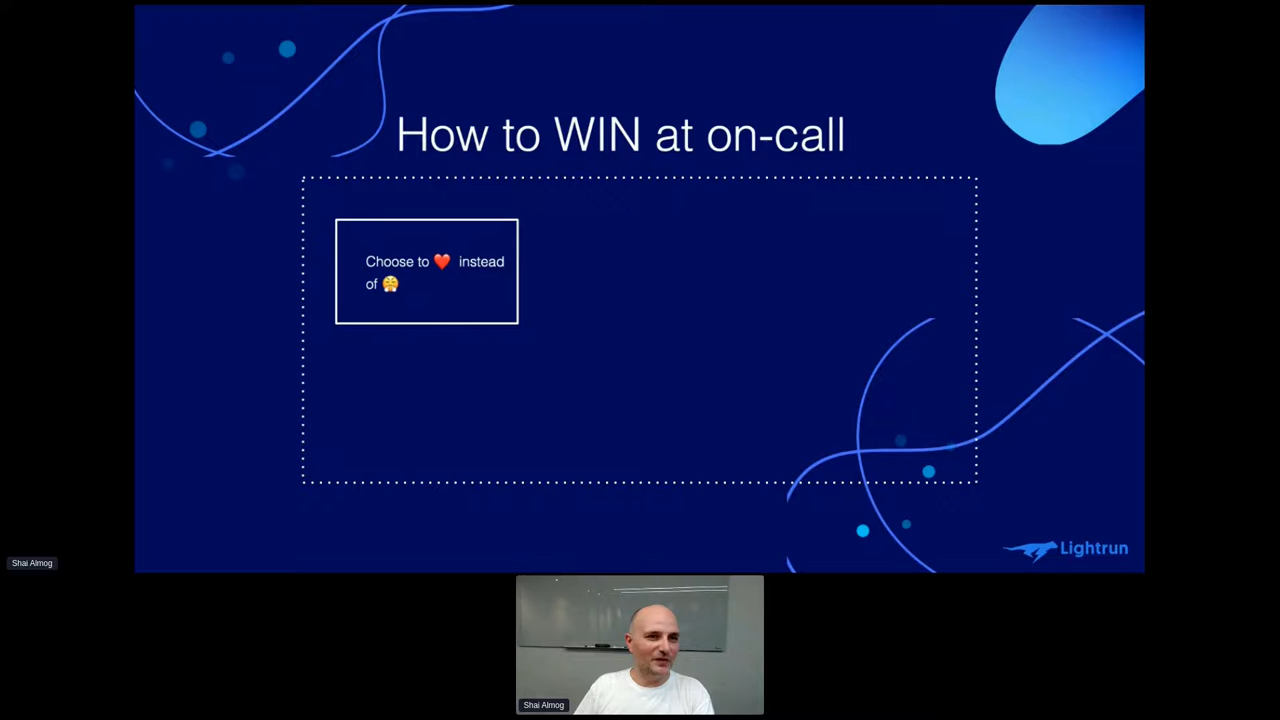 How to WIN at on-call
Choose to ❤️ instead
of 😤
Lightrun
Shai Almog
Shai Almog